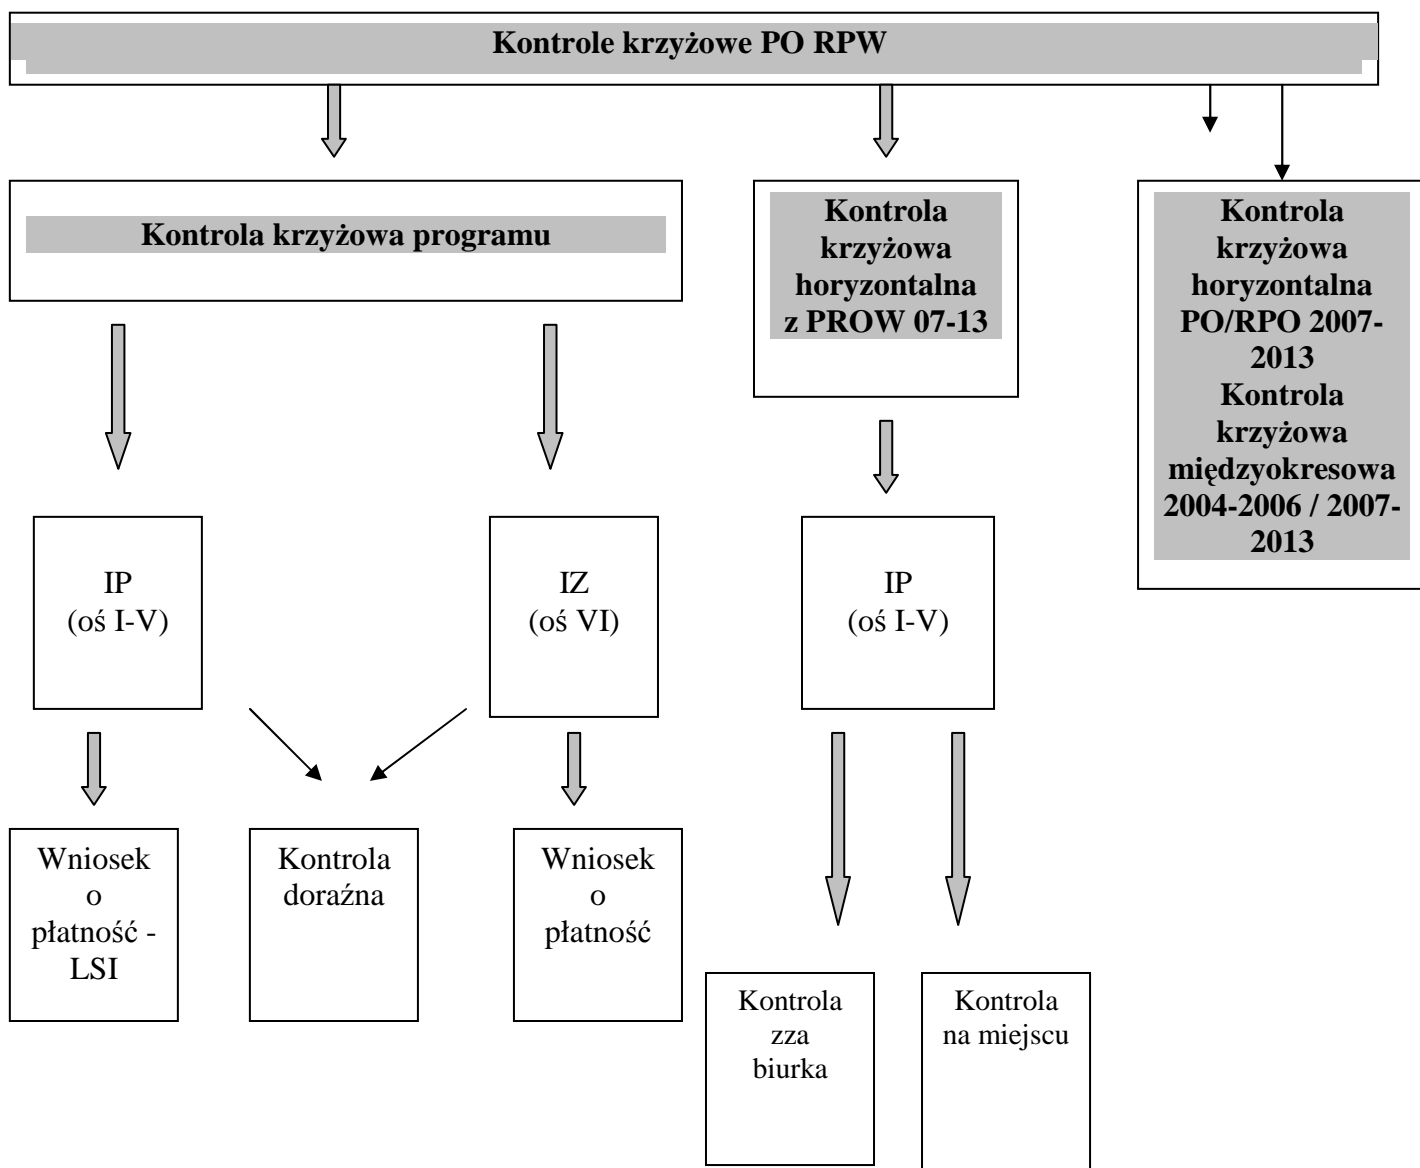 Kontrole krzyżowe PO RPW
Kontrola krzyżowa programu
Kontrola
krzyżowa
horyzontalna
z PROW 07-13
Kontrola
krzyżowa
horyzontalna
PO/RPO 2007-
2013
Kontrola
krzyżowa
międzyokresowa
2004-2006 / 2007-
2013
IP
(oś I-V)
IZ
(oś VI)
IP
(oś I-V)
Wniosek
o
płatność -
LSI
Kontrola
doraźna
Wniosek
o
płatność
Kontrola
zza
biurka
Kontrola
na miejscu